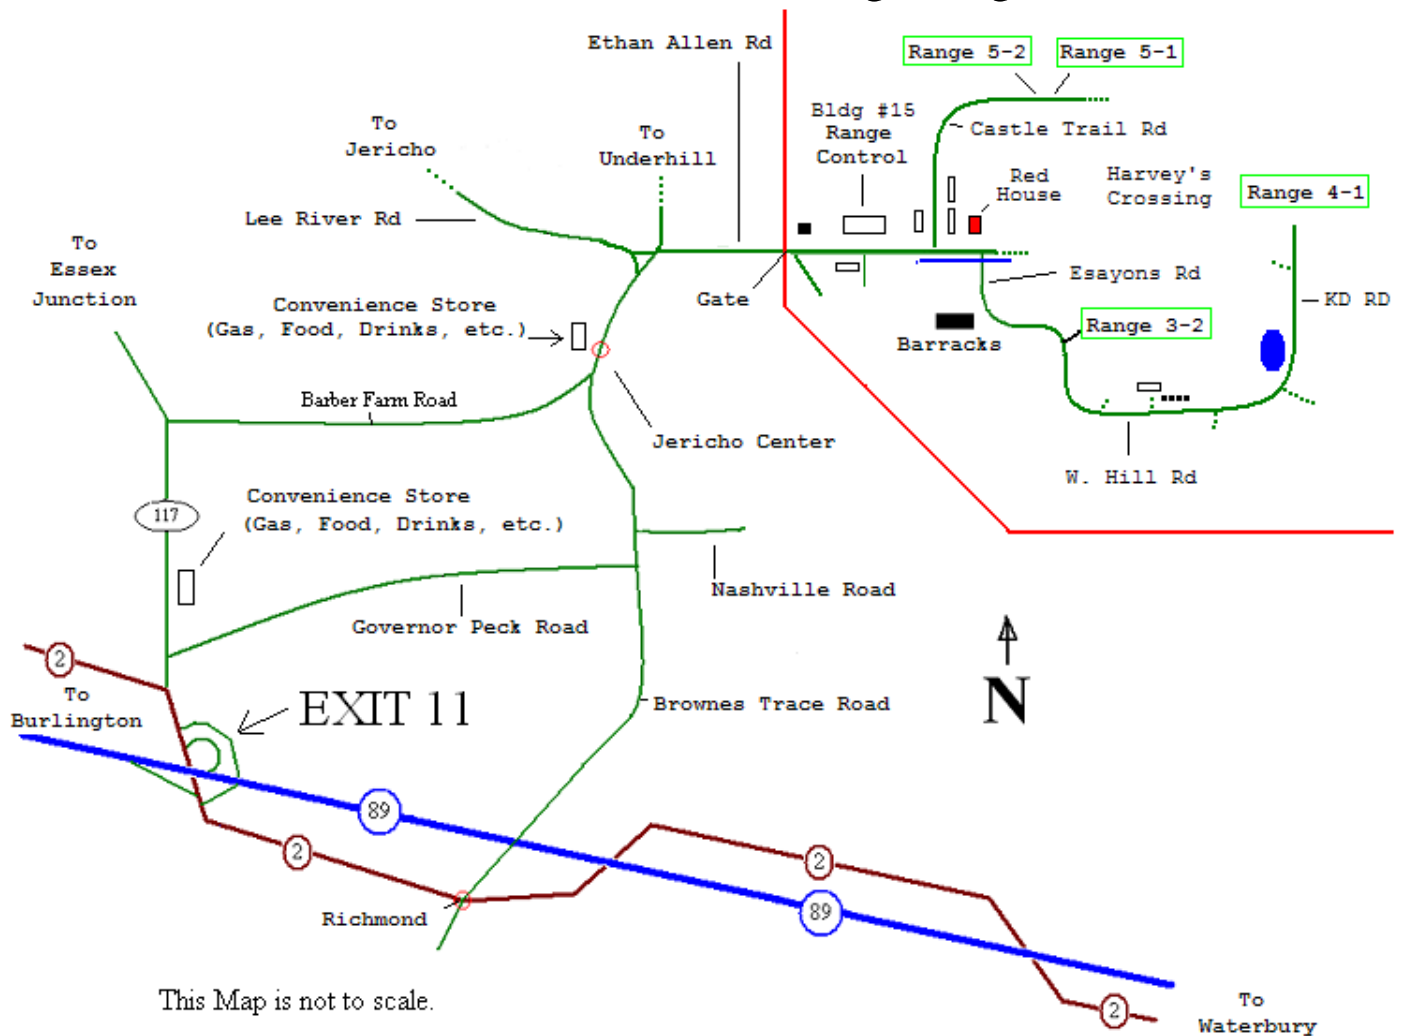 Ethan Allen Rd
Range 5-2
Range 5-1
Bldg #15
Range
Control
Castle Trail Rd
To
Jericho
To
Underhill
Red
House
Harvey's
Crossing
Range 4-1
Lee River Rd
To
Essex
Junction
Esayons Rd
Gate
KD RD
Convenience Store
(Gas, Food, Drinks, etc.)
Range 3-2
Barracks
Barber Farm Road
Jericho Center
W. Hill Rd
Convenience Store
(Gas, Food, Drinks, etc.)
117
Nashville Road
Governor Peck Road
2
To
Burlington
EXIT 11
Brownes Trace Road
N
89
2
2
89
Richmond
This Map is not to scale.
2
To
Waterbury